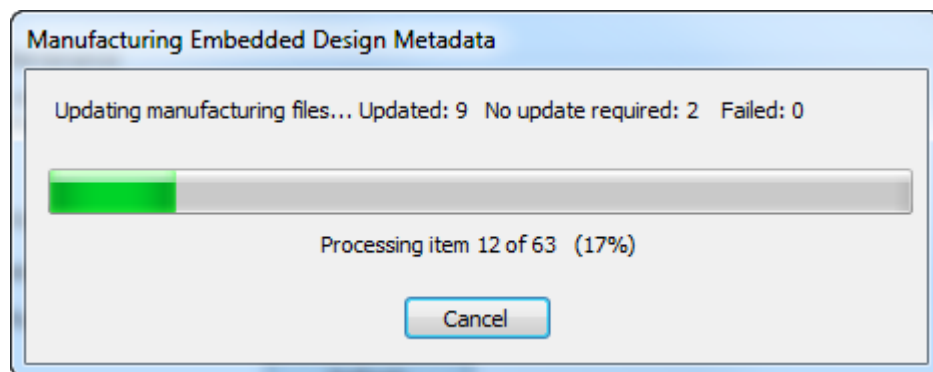 Manufacturing Embedded Design Metadata
Updating manufacturing files... Updated: 9 No update required: 2 Failed: 0
Processing item 12 of 63 (17%)
Cancel